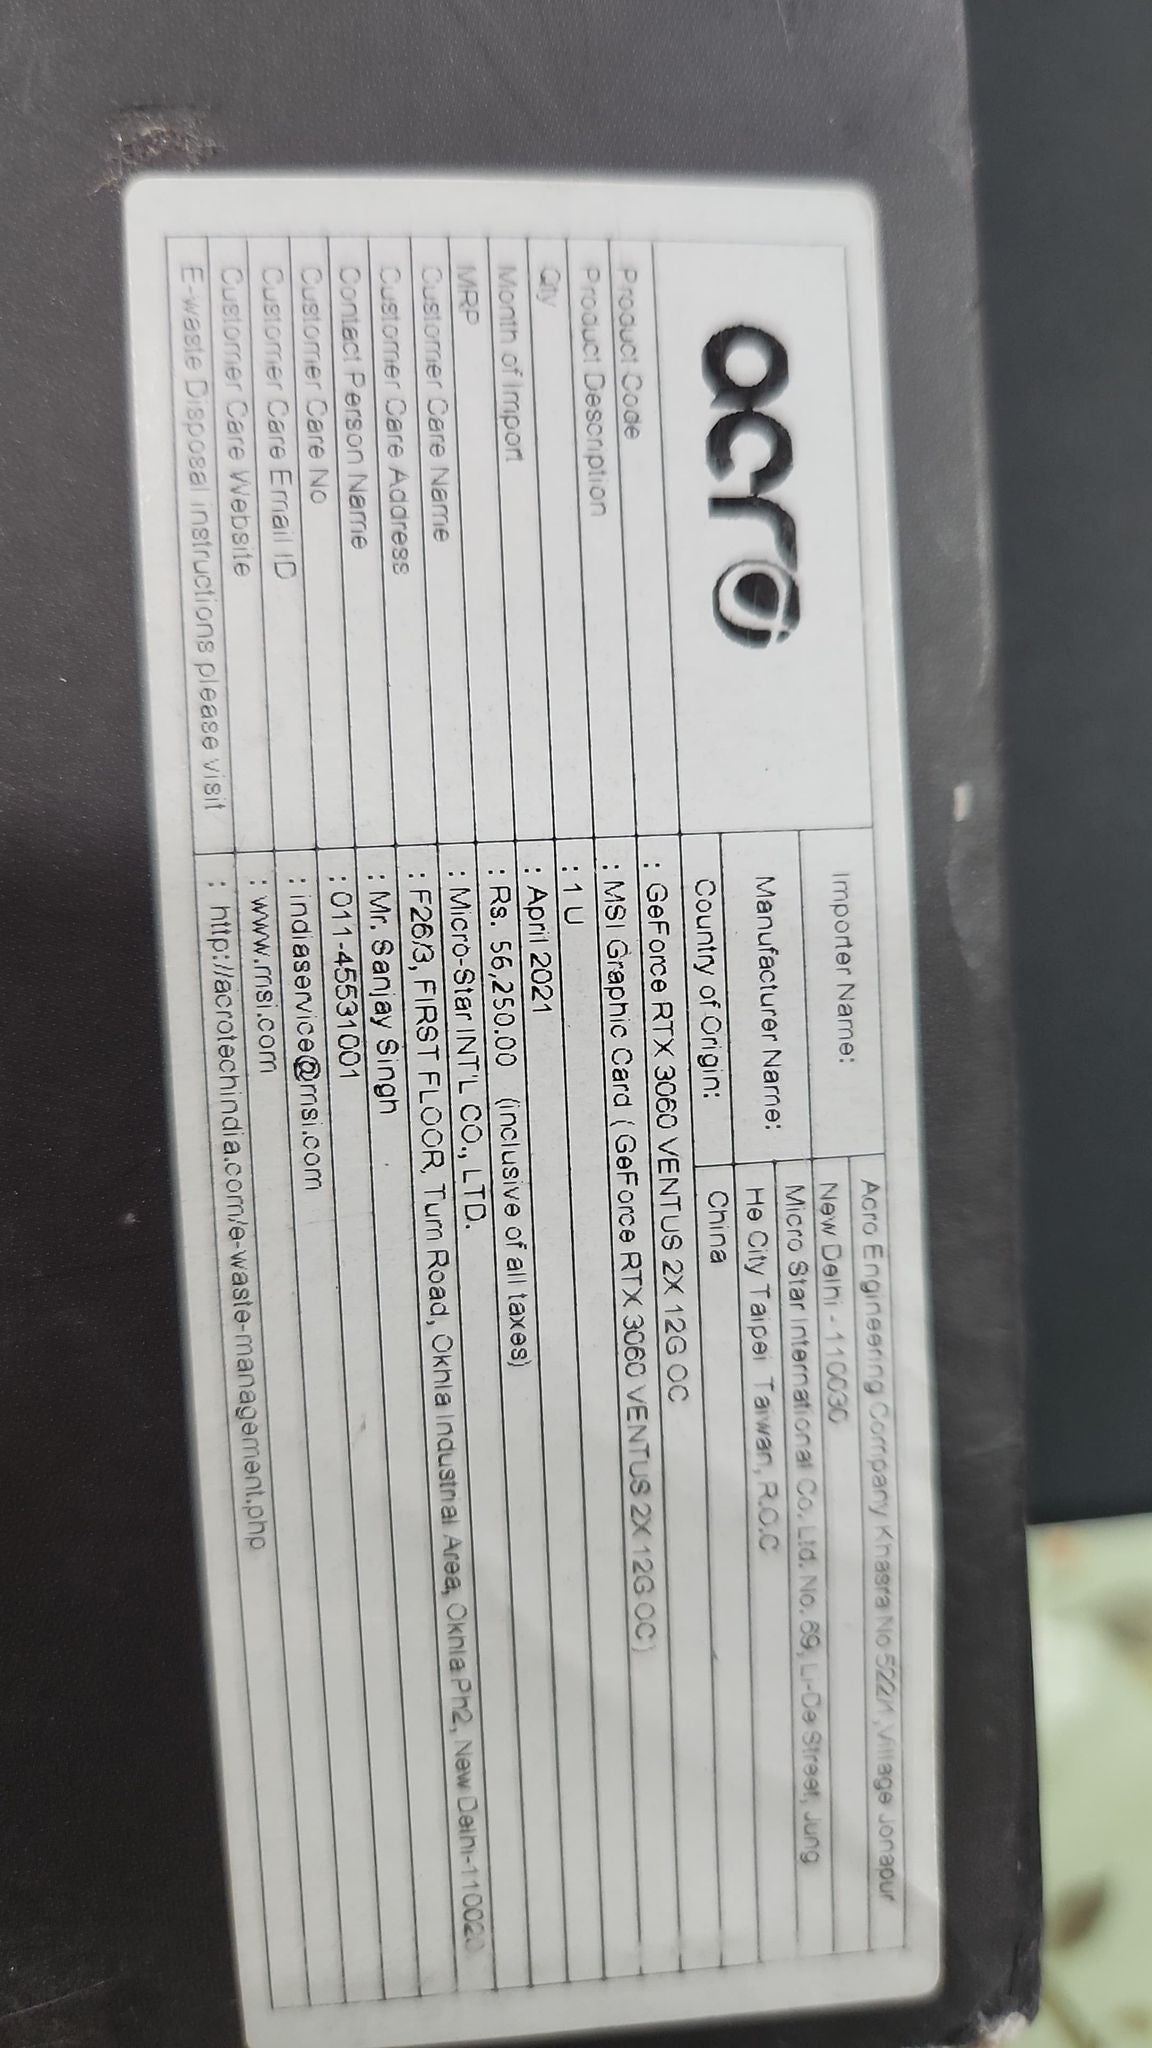 acro
Importer Name: Acro Engineering Company Khasra No 522/1, Village Jonapur
New Delhi - 110030
Manufacturer Name: Micro Star International Co. Ltd. No. 69, Li-De Street, Jung
He City Taipei Taiwan, R.O.C
Country of Origin: China
Product Code : GeForce RTX 3060 VENTUS 2X 12G OC
Product Description : MSI Graphic Card ( GeForce RTX 3060 VENTUS 2X 12G OC)
Qty : 1 U
Month of Import : April 2021
MRP : Rs. 56,250.00 (inclusive of all taxes)
Customer Care Name : Micro-Star INT'L CO., LTD.
Customer Care Address : F26/3, FIRST FLOOR, Turn Road, Okhla Industrial Area, Okhla Ph2, New Delhi-110020
Contact Person Name : Mr. Sanjay Singh
Customer Care No : 011-45531001
Customer Care Email ID : indiaservice@msi.com
Customer Care Website : www.msi.com
E-waste Disposal instructions please visit : http://acrotechindia.com/e-waste-management.php